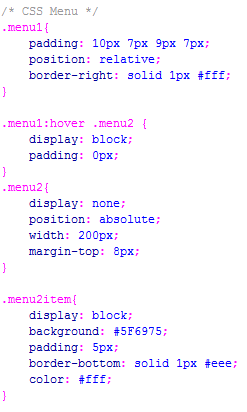 /* CSS Menu */
.menu1{
padding: 10px 7px 9px 7px;
position: relative;
border-right: solid 1px #fff;
}
.menu1:hover .menu2 {
display: block;
padding: 0px;
}
.menu2{
display: none;
position: absolute;
width: 200px;
margin-top: 8px;
}
.menu2item{
display: block;
background: #5F6975;
padding: 5px;
border-bottom: solid 1px #eee;
color: #fff;
}